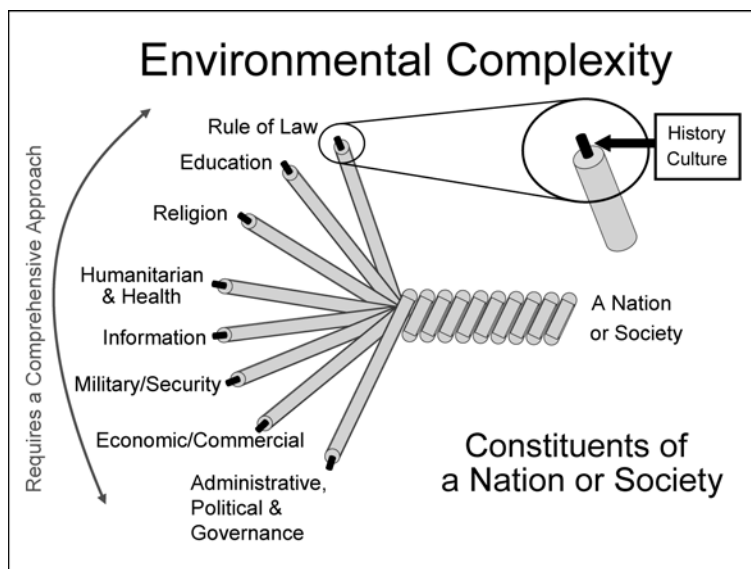 Environmental Complexity
Requires a Comprehensive Approach
Rule of Law
History
Culture
Education
Religion
Humanitarian
& Health
Information
Military/Security
Economic/Commercial
Administrative,
Political &
Governance
A Nation
or Society
Constituents of
a Nation or Society